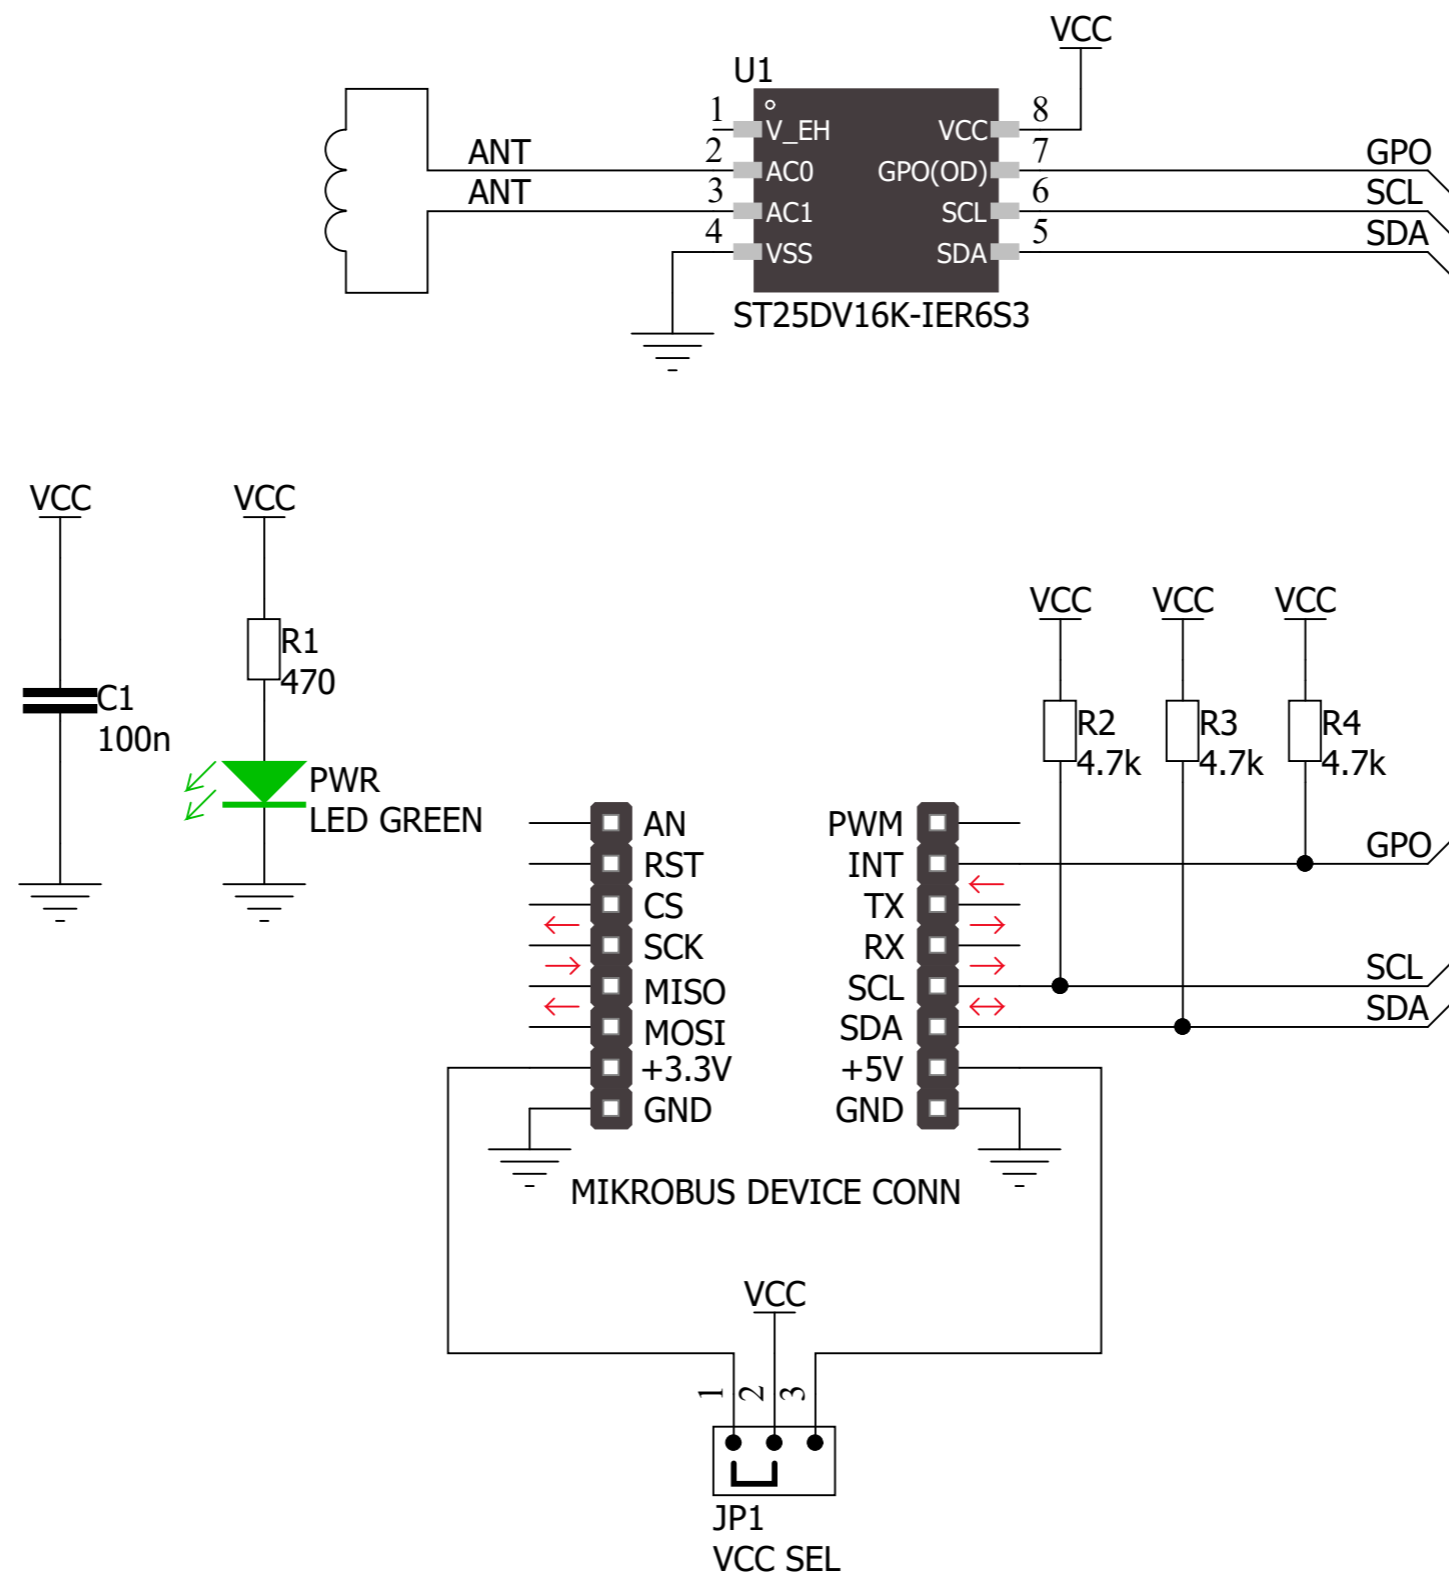 VCC
U1
1
V_EH
VCC
8
ANT
2
AC0
GPO(OD)
7
GPO
ANT
3
AC1
SCL
6
SCL
4
VSS
SDA
5
SDA
ST25DV16K-IER6S3
VCC
VCC
C1
100n
R1
470
PWR
LED GREEN
VCC
VCC
VCC
R2
4.7k
R3
4.7k
R4
4.7k
AN
RST
CS
SCK
MISO
MOSI
+3.3V
GND
PWM
INT
TX
RX
SCL
SDA
+5V
GND
GPO
SCL
SDA
MIKROBUS DEVICE CONN
VCC
1
2
3
JP1
VCC SEL